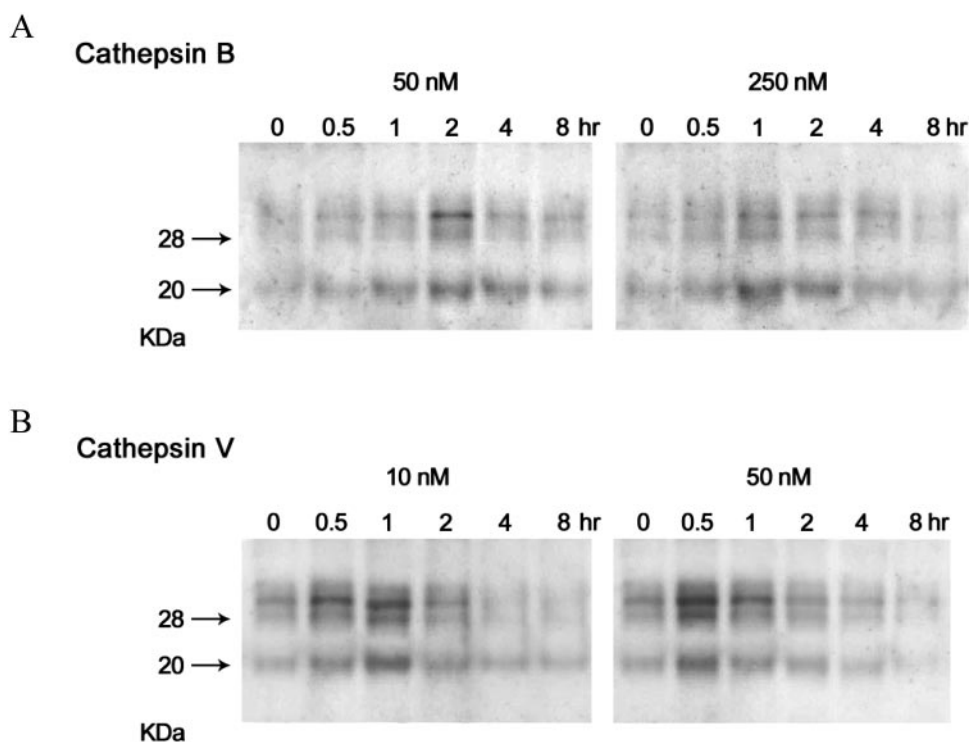 A
Cathepsin B
50 nM 250 nM
0 0.5 1 2 4 8 hr 0 0.5 1 2 4 8 hr
28
20
KDa
B
Cathepsin V
10 nM 50 nM
0 0.5 1 2 4 8 hr 0 0.5 1 2 4 8 hr
28
20
KDa